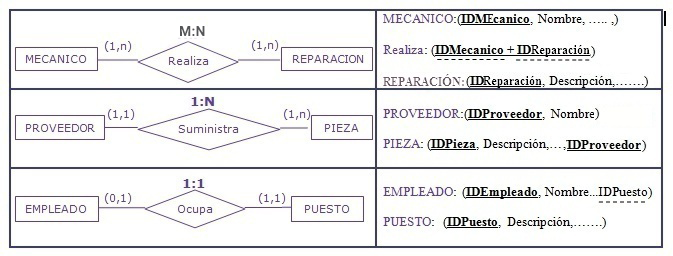 M:N
(1,n)
(1,n)
MECANICO
Realiza
REPARACION
MECANICO:(IDMEcanico, Nombre, ….. ,)
Realiza: (IDMecanico + IDReparación)
REPARACIÓN: (IDReparación, Descripción,…….)
1:N
(1,1)
(1,n)
PROVEEDOR
Suministra
PIEZA
PROVEEDOR:(IDProveedor, Nombre)
PIEZA: (IDPieza, Descripción,…,IDProveedor)
1:1
(0,1)
(1,1)
EMPLEADO
Ocupa
PUESTO
EMPLEADO: (IDEmpleado, Nombre...IDPuesto)
PUESTO: (IDPuesto, Descripción,…….)